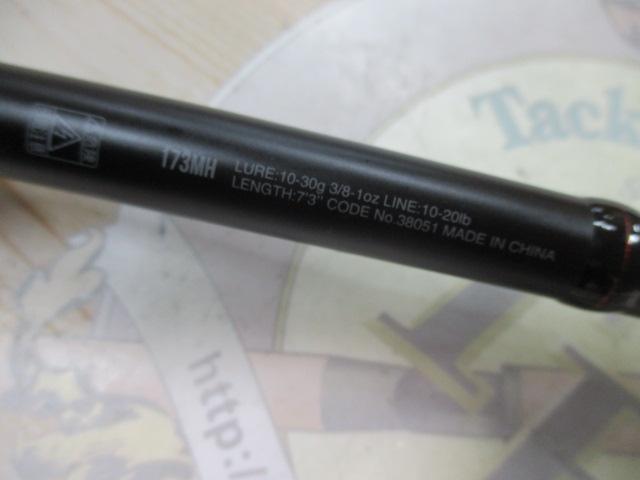 173MH
LURE:10-30g 3/8-1oz LINE:10-20lb
LENGTH:7'3" CODE No.38051 MADE IN CHINA
Tack
http:/